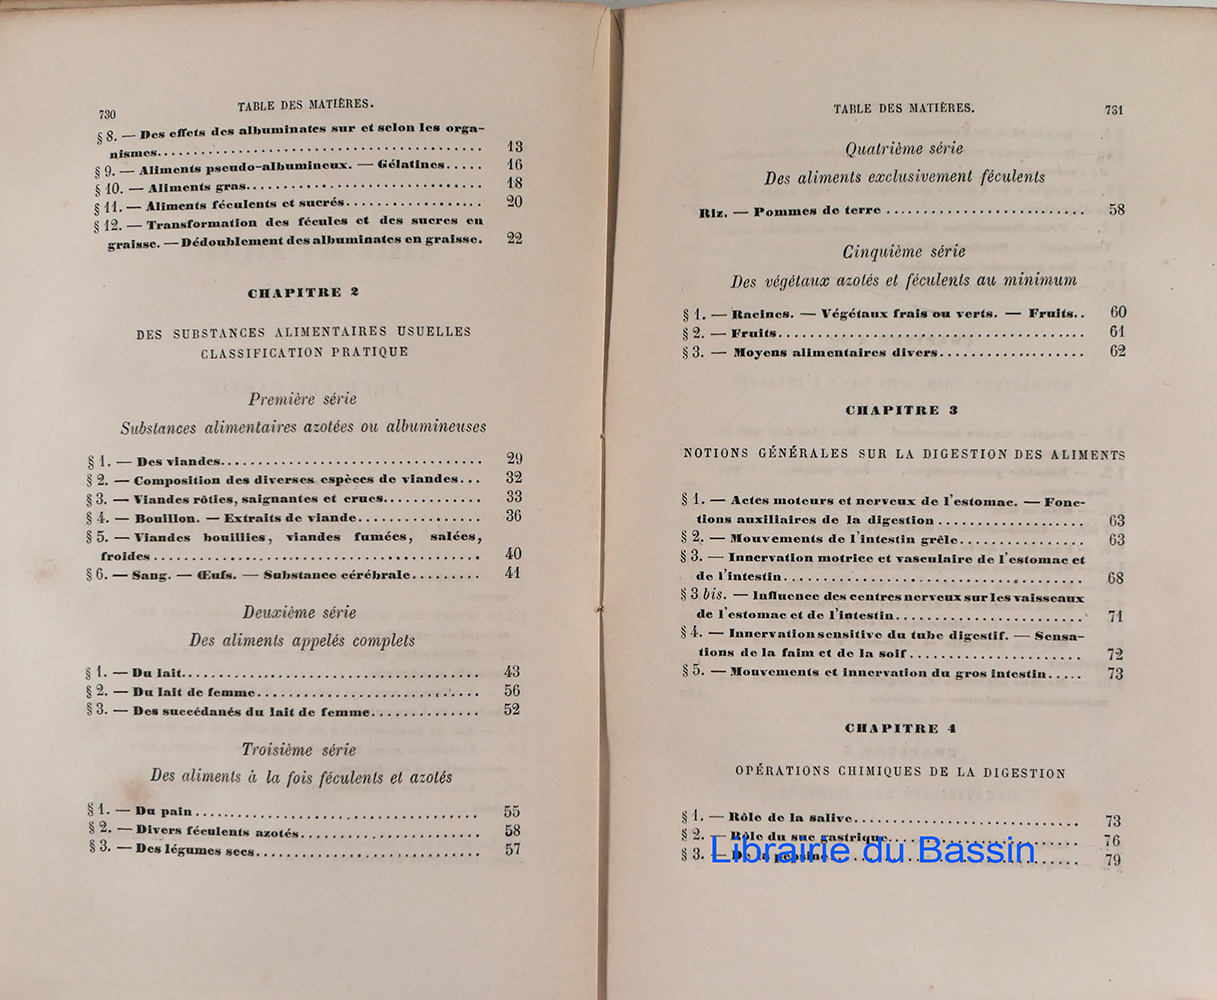 730
TABLE DES MATIÈRES.
§ 8. — Des effets des albuminates sur et selon les orga-
nismes........ 13
§ 9. — Aliments pseudo-albumineux. — Gélatines..... 16
§ 10. — Aliments gras........ 18
§ 11. — Aliments féculents et sucrés........ 20
§ 12. — Transformation des fécules et des sucres en
graisse. — Dédoublement des albuminates en graisse. 22
CHAPITRE 2
DES SUBSTANCES ALIMENTAIRES USUELLES
CLASSIFICATION PRATIQUE
Première série
Substances alimentaires azotées ou albumineuses
§ 1. — Des viandes........ 29
§ 2. — Composition des diverses espèces de viandes... 32
§ 3. — Viandes rôties, saignantes et crues........ 33
§ 4. — Bouillon. — Extraits de viande........ 36
§ 5. — Viandes bouillies, viandes fumées, salées,
froides........ 40
§ 6. — Sang. — Œufs. — Substance cérébrale........ 41
Deuxième série
Des aliments appelés complets
§ 1. — Du lait........ 43
§ 2. — Du lait de femme........ 56
§ 3. — Des succédanés du lait de femme........ 52
Troisième série
Des aliments à la fois féculents et azotés
§ 1. — Du pain........ 55
§ 2. — Divers féculents azotés........ 58
§ 3. — Des légumes secs........ 57
TABLE DES MATIÈRES.
731
Quatrième série
Des aliments exclusivement féculents
Riz. — Pommes de terre........ 58
Cinquième série
Des végétaux azotés et féculents au minimum
§ 1. — Racines. — Végétaux frais ou verts. — Fruits.. 60
§ 2. — Fruits........ 61
§ 3. — Moyens alimentaires divers........ 62
CHAPITRE 3
NOTIONS GÉNÉRALES SUR LA DIGESTION DES ALIMENTS
§ 1. — Actes moteurs et nerveux de l'estomac. — Fonc-
tions auxiliaires de la digestion........ 63
§ 2. — Mouvements de l'intestin grêle........ 63
§ 3. — Innervation motrice et vasculaire de l'estomac et
de l'intestin........ 68
§ 3 bis. — Influence des centres nerveux sur les vaisseaux
de l'estomac et de l'intestin........ 71
§ 4. — Innervation sensitive du tube digestif. — Sensa-
tions de la faim et de la soif........ 72
§ 5. — Mouvements et innervation du gros intestin..... 73
CHAPITRE 4
OPÉRATIONS CHIMIQUES DE LA DIGESTION
§ 1. — Rôle de la salive........ 73
§ 2. — Rôle du suc gastrique........ 76
§ 3. — De la pepsine........ 79
Librairie du Bassin